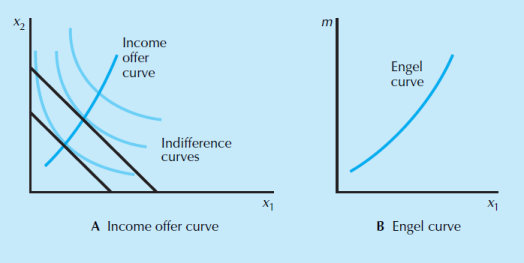 x₂
Income
offer
curve
Indifference
curves
x₁
A Income offer curve
m
Engel
curve
x₁
B Engel curve